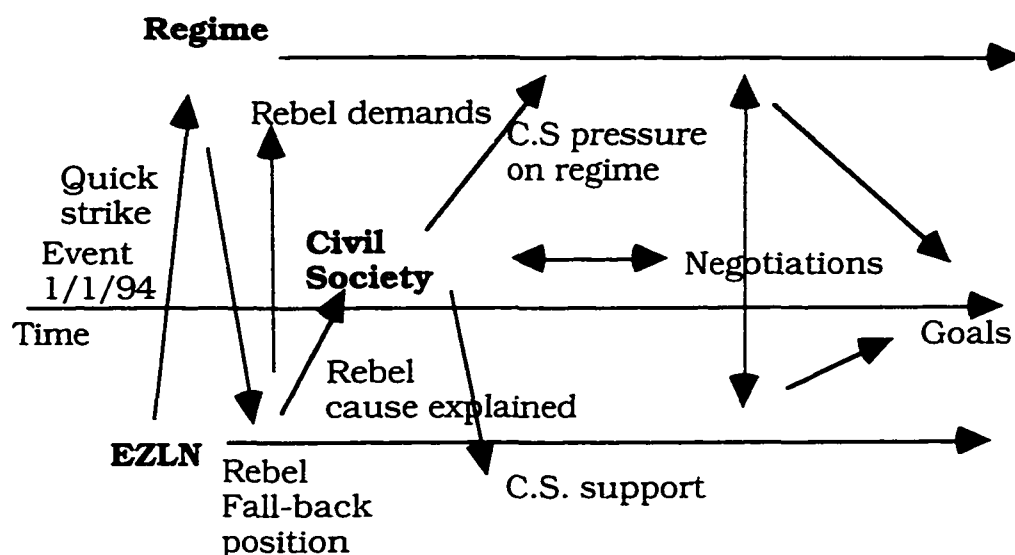 Regime
Rebel demands
C.S pressure
on regime
Quick
strike
Event
1/1/94
Civil
Society
Negotiations
Time
Goals
Rebel
cause explained
EZLN
Rebel
Fall-back
position
C.S. support